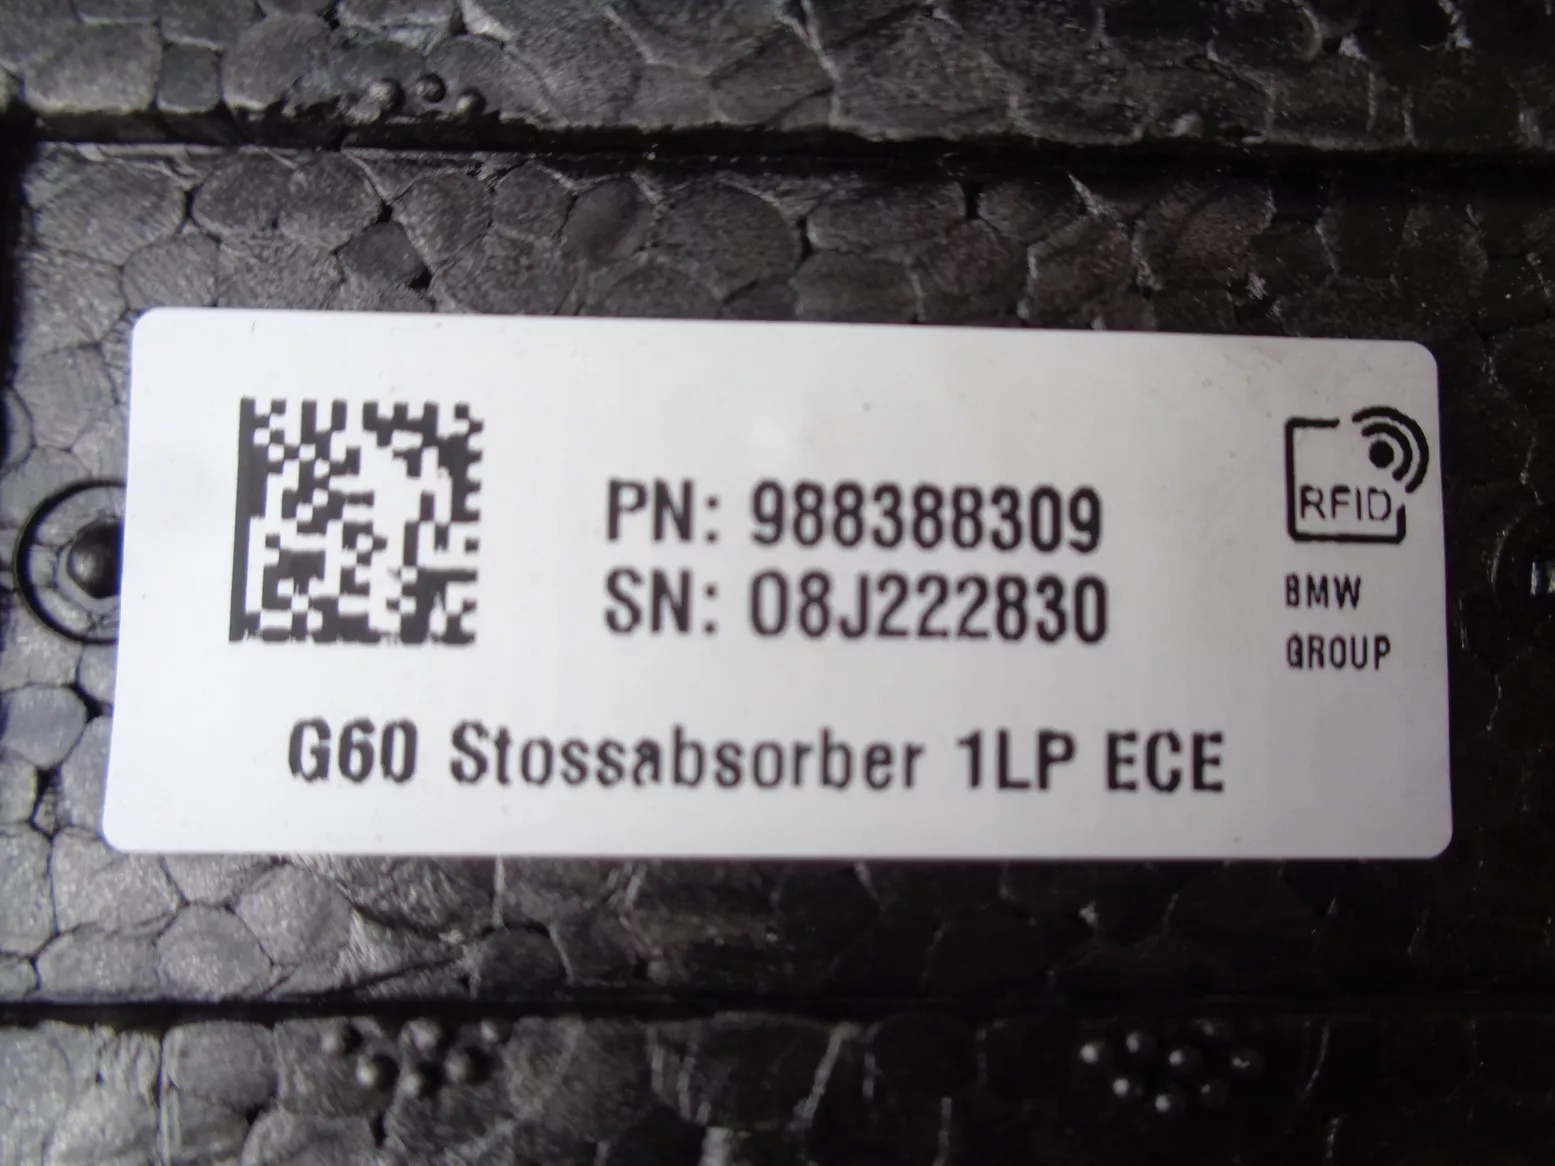 PN: 988388309
SN: 08J222830
G60 Stossabsorber 1LP ECE
RFID
BMW
GROUP